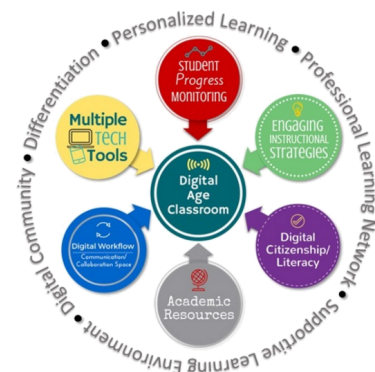 • Personalized Learning • Professional Learning Network • Supportive Learning Environment • Digital Community • Differentiation
STUDENT
Progress
MONITORING
ENGAGING
INSTRUCTIONAL
STRATEGIES
Digital
Citizenship/
Literacy
Academic
Resources
Digital Workflow
Communication/
Collaboration Space
Multiple
TECH
Tools
Digital
Age
Classroom